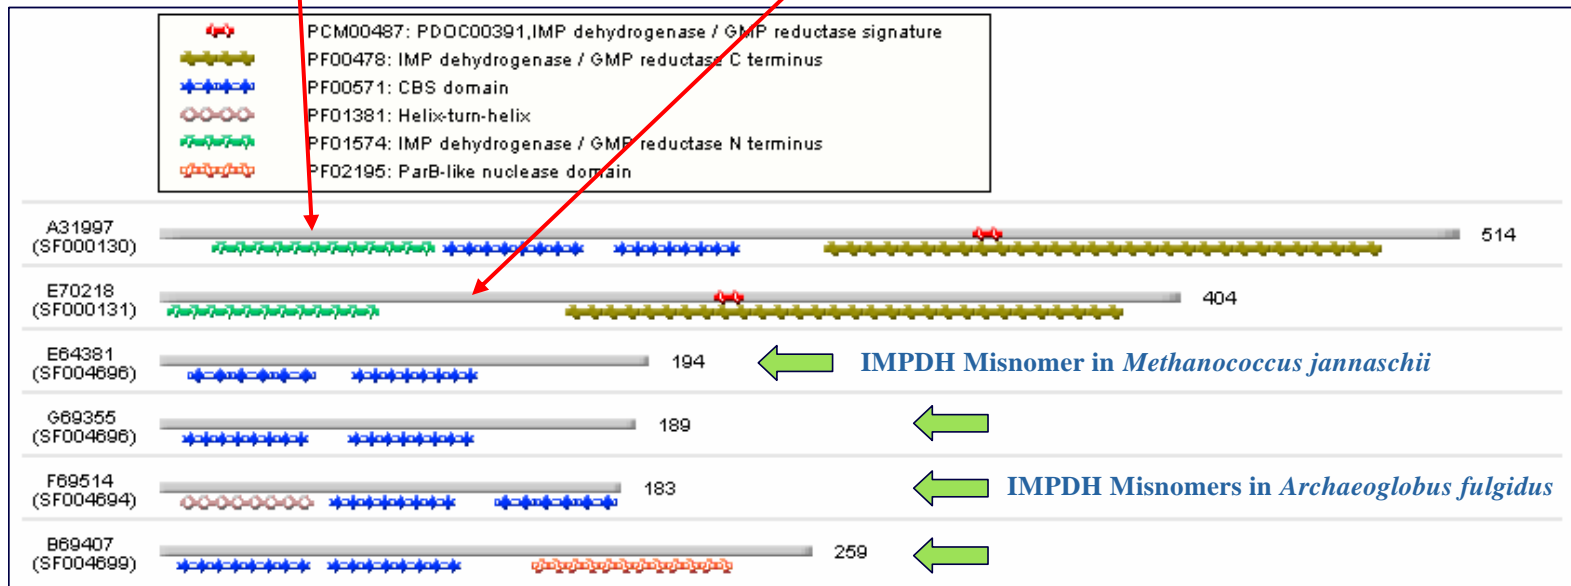 PCM00487: PDOC00391,IMP dehydrogenase / GMP reductase signature
PF00478: IMP dehydrogenase / GMP reductase C terminus
PF00571: CBS domain
PF01381: Helix-turn-helix
PF01574: IMP dehydrogenase / GMP reductase N terminus
PF02195: ParB-like nuclease domain
A31997
(SF000130)
514
E70218
(SF000131)
404
E64381
(SF004696)
194
IMPDH Misnomer in Methanococcus jannaschii
G69355
(SF004696)
189
F69514
(SF004694)
183
IMPDH Misnomers in Archaeoglobus fulgidus
B69407
(SF004699)
259